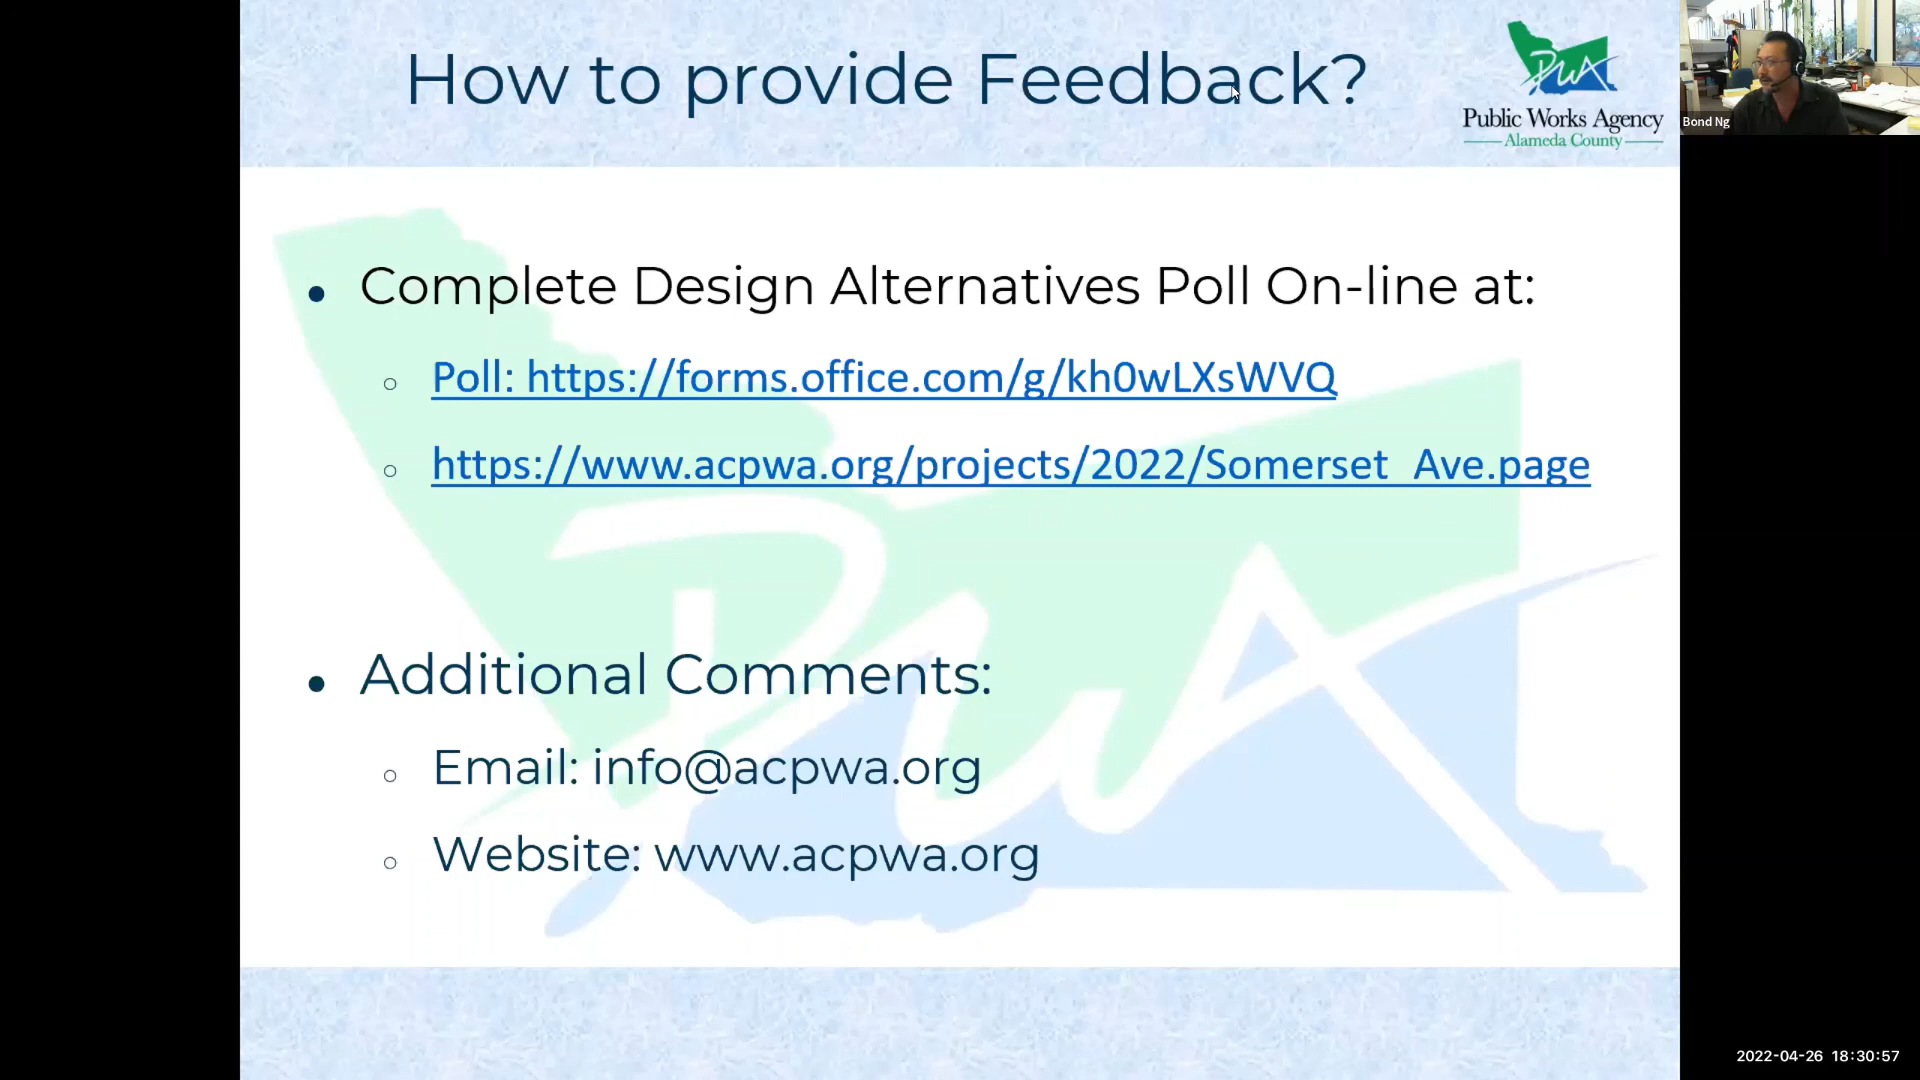 How to provide Feedback?
PWA
Public Works Agency
Alameda County
Bond Ng
• Complete Design Alternatives Poll On-line at:
○ Poll: https://forms.office.com/g/kh0wLXsWVQ
○ https://www.acpwa.org/projects/2022/Somerset_Ave.page
• Additional Comments:
○ Email: info@acpwa.org
○ Website: www.acpwa.org
PWA
2022-04-26 18:30:57